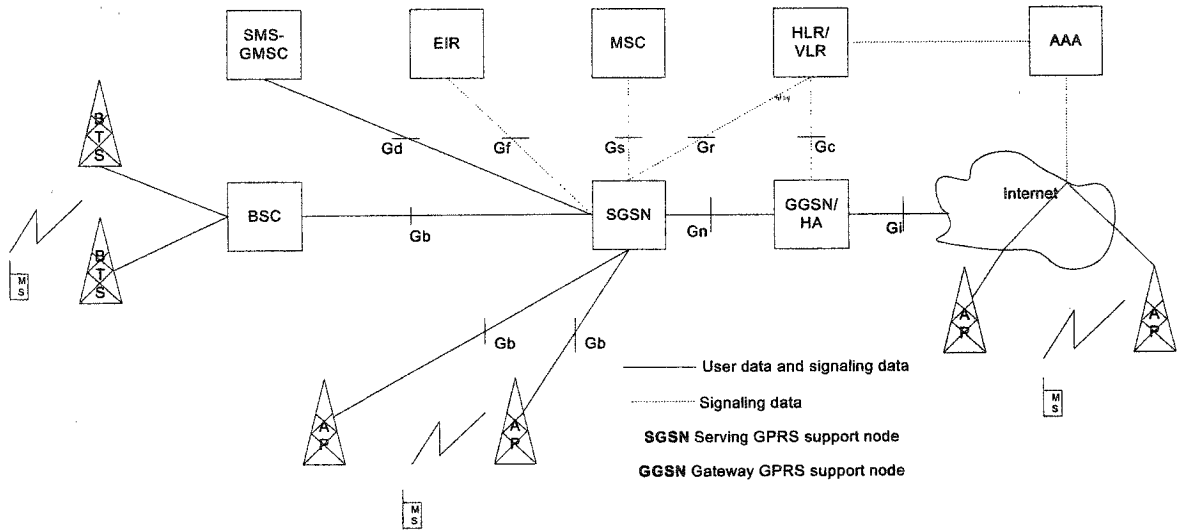 SMS-
GMSC
EIR
MSC
HLR/
VLR
AAA
B
T
S
Gd
Gf
Gs
Gr
Gc
Internet
BSC
Gb
SGSN
Gn
GGSN/
HA
Gi
B
T
S
M
S
A
P
A
P
Gb
Gb
User data and signaling data
Signaling data
SGSN Serving GPRS support node
GGSN Gateway GPRS support node
M
S
A
P
A
P
M
S